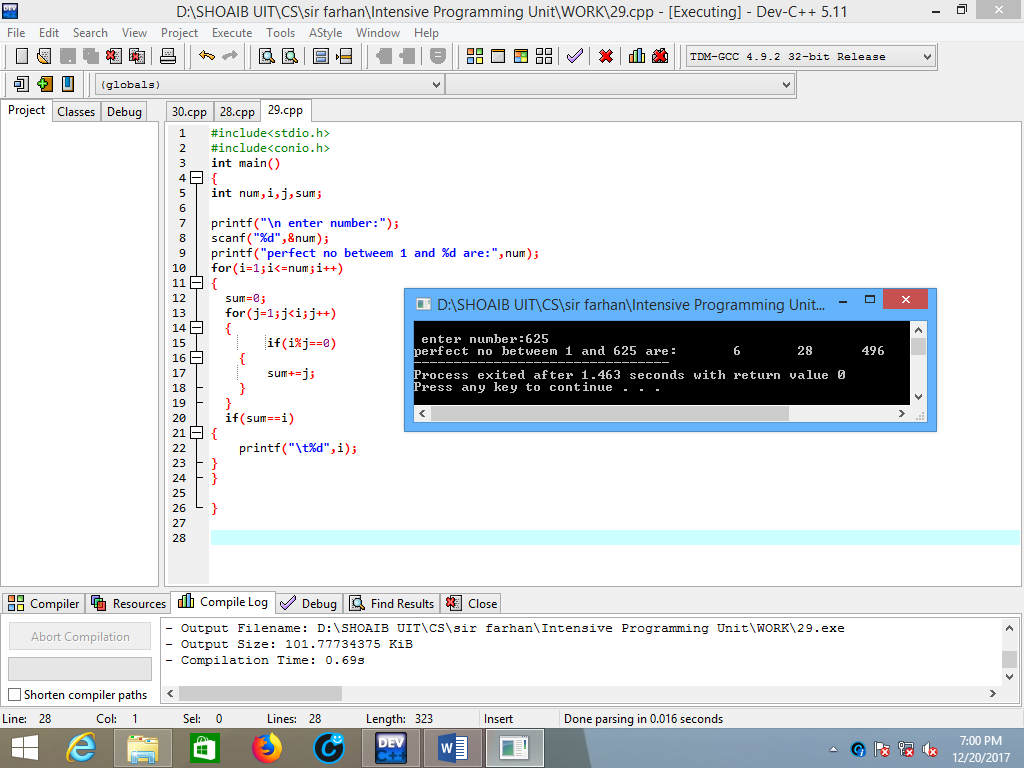 D:\SHOAIB UIT\CS\sir farhan\Intensive Programming Unit\WORK\29.cpp - [Executing] - Dev-C++ 5.11
File Edit Search View Project Execute Tools AStyle Window Help
TDM-GCC 4.9.2 32-bit Release
(globals)
Project Classes Debug
30.cpp 28.cpp 29.cpp
1 #include<stdio.h>
2 #include<conio.h>
3 int main()
4 {
5 int num,i,j,sum;
6
7 printf("\n enter number:");
8 scanf("%d",&num);
9 printf("perfect no betweem 1 and %d are:",num);
10 for(i=1;i<=num;i++)
11 {
12 sum=0;
13 for(j=1;j<i;j++)
14 {
15 if(i%j==0)
16 {
17 sum+=j;
18 }
19 }
20 if(sum==i)
21 {
22 printf("\t%d",i);
23 }
24 }
25
26 }
27
28
D:\SHOAIB UIT\CS\sir farhan\Intensive Programming Unit...
enter number:625
perfect no betweem 1 and 625 are: 6 28 496
--------------------------------
Process exited after 1.463 seconds with return value 0
Press any key to continue . . .
Compiler Resources Compile Log Debug Find Results Close
Abort Compilation
Shorten compiler paths
- Output Filename: D:\SHOAIB UIT\CS\sir farhan\Intensive Programming Unit\WORK\29.exe
- Output Size: 101.77734375 KiB
- Compilation Time: 0.69s
Line: 28 Col: 1 Sel: 0 Lines: 28 Length: 323 Insert Done parsing in 0.016 seconds
DEV C++
7:00 PM
12/20/2017